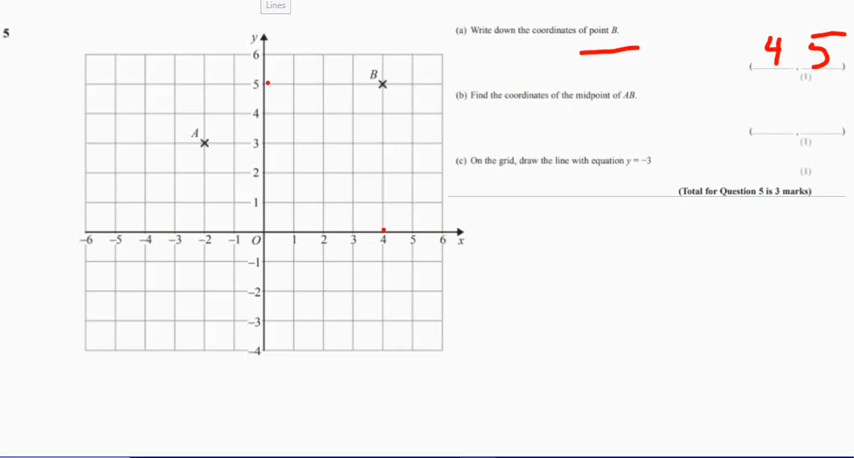 Lines
5
(a) Write down the coordinates of point B.
(4 , 5)
(1)
(b) Find the coordinates of the midpoint of AB.
( , )
(1)
(c) On the grid, draw the line with equation y = −3
(1)
(Total for Question 5 is 3 marks)
y
6
B
5
4
A
3
2
1
−6 −5 −4 −3 −2 −1 O 1 2 3 4 5 6 x
−1
−2
−3
−4